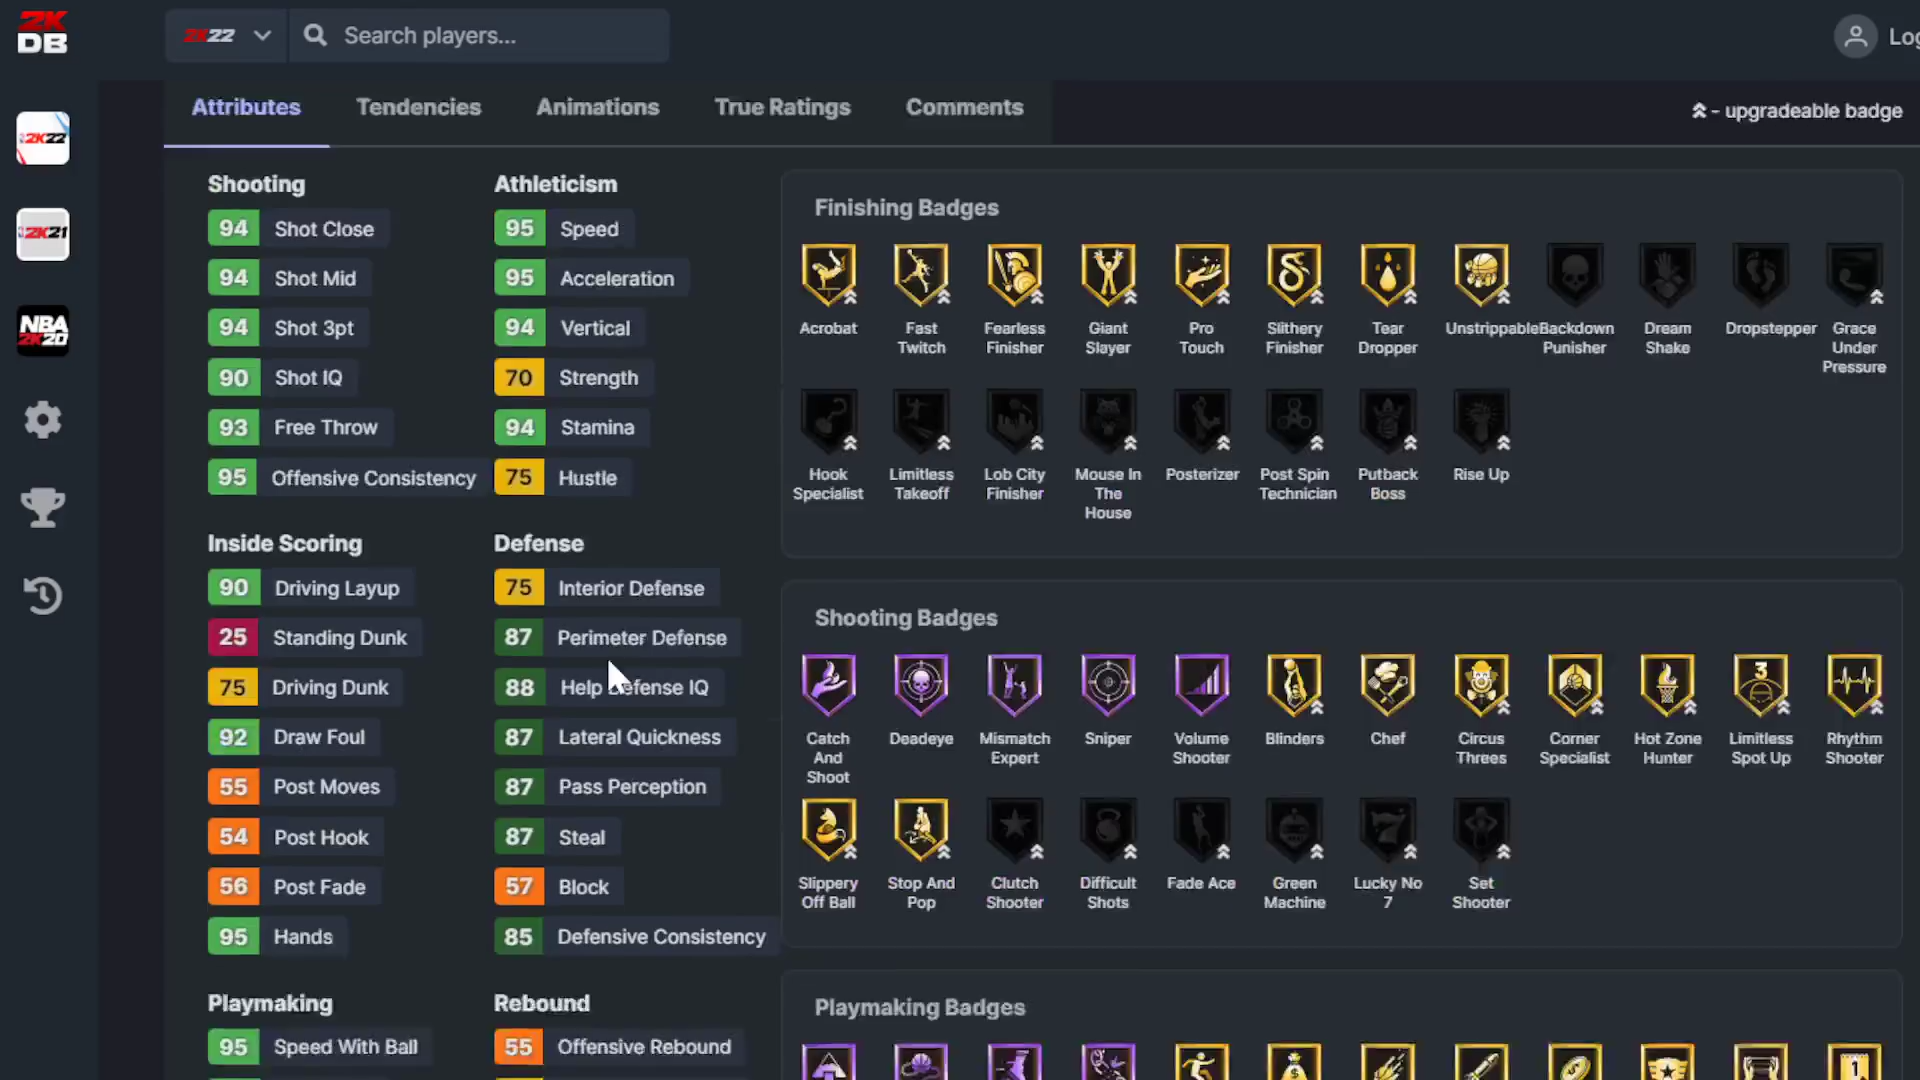 2K
DB
2K22
Search players...
Log
2K22
2K21
NBA
2K20
Attributes
Tendencies
Animations
True Ratings
Comments
- upgradeable badge
Shooting
94 Shot Close
94 Shot Mid
94 Shot 3pt
90 Shot IQ
93 Free Throw
95 Offensive Consistency
Athleticism
95 Speed
95 Acceleration
94 Vertical
70 Strength
94 Stamina
75 Hustle
Inside Scoring
90 Driving Layup
25 Standing Dunk
75 Driving Dunk
92 Draw Foul
55 Post Moves
54 Post Hook
56 Post Fade
95 Hands
Defense
75 Interior Defense
87 Perimeter Defense
88 Help Defense IQ
87 Lateral Quickness
87 Pass Perception
87 Steal
57 Block
85 Defensive Consistency
Playmaking
95 Speed With Ball
Rebound
55 Offensive Rebound
Finishing Badges
Acrobat
Fast
Twitch
Fearless
Finisher
Giant
Slayer
Pro
Touch
Slithery
Finisher
Tear
Dropper
Unstrippable
Backdown
Punisher
Dream
Shake
Dropstepper
Grace
Under
Pressure
Hook
Specialist
Limitless
Takeoff
Lob City
Finisher
Mouse In
The
House
Posterizer
Post Spin
Technician
Putback
Boss
Rise Up
Shooting Badges
Catch
And
Shoot
Deadeye
Mismatch
Expert
Sniper
Volume
Shooter
Blinders
Chef
Circus
Threes
Corner
Specialist
Hot Zone
Hunter
3
Limitless
Spot Up
Rhythm
Shooter
Slippery
Off Ball
Stop And
Pop
Clutch
Shooter
Difficult
Shots
Fade Ace
Green
Machine
7
Lucky No
7
Set
Shooter
Playmaking Badges
1